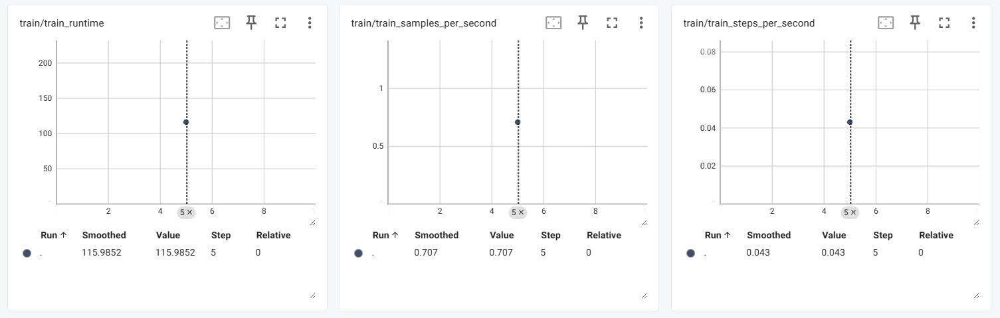 train/train_runtime
200
150
100
50
2
4
5 ×
6
8
Run ↑ Smoothed Value Step Relative
. 115.9852 115.9852 5 0
train/train_samples_per_second
1
0.5
2
4
5 ×
6
8
Run ↑ Smoothed Value Step Relative
. 0.707 0.707 5 0
train/train_steps_per_second
0.08
0.06
0.04
0.02
2
4
5 ×
6
8
Run ↑ Smoothed Value Step Relative
. 0.043 0.043 5 0